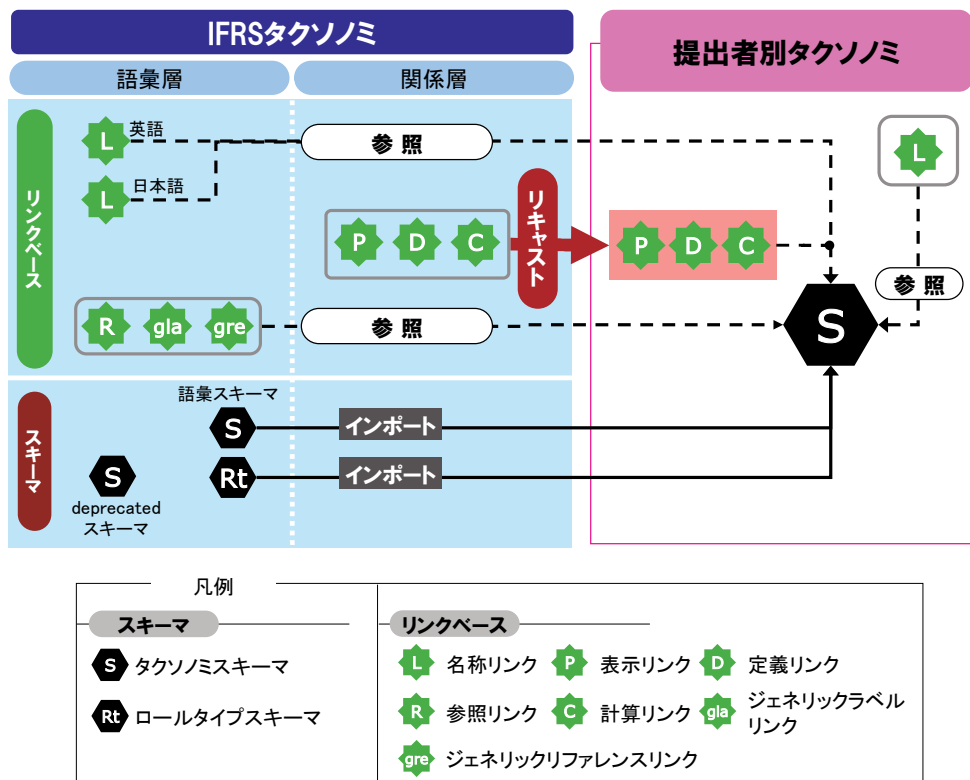 IFRSタクソノミ
提出者別タクソノミ
語彙層
関係層
リンクベース
L
英語
参照
L
L
日本語
リキャスト
P D C
P D C
参照
S
R gla gre
参照
スキーマ
語彙スキーマ
S
インポート
Rt
インポート
S
deprecated
スキーマ
凡例
スキーマ
S タクソノミスキーマ
Rt ロールタイプスキーマ
リンクベース
L 名称リンク
P 表示リンク
D 定義リンク
R 参照リンク
C 計算リンク
gla ジェネリックラベル
リンク
gre ジェネリックリファレンスリンク